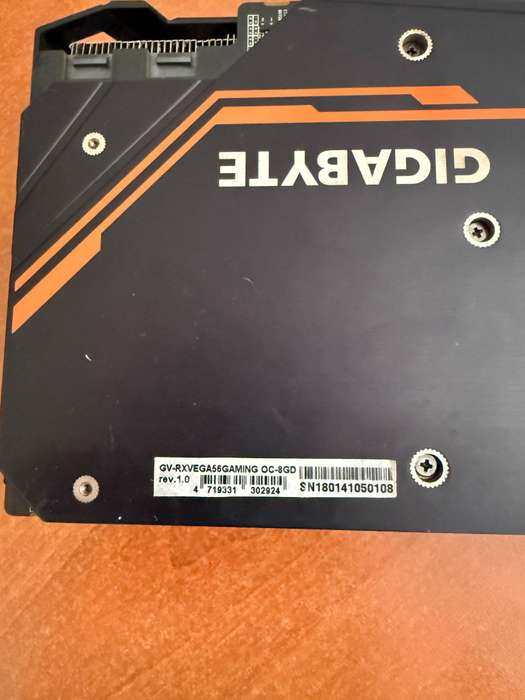 GIGABYTE
GV-RXVEGA56GAMING OC-8GD
rev.1.0
4 719331 302924
SN180141050108